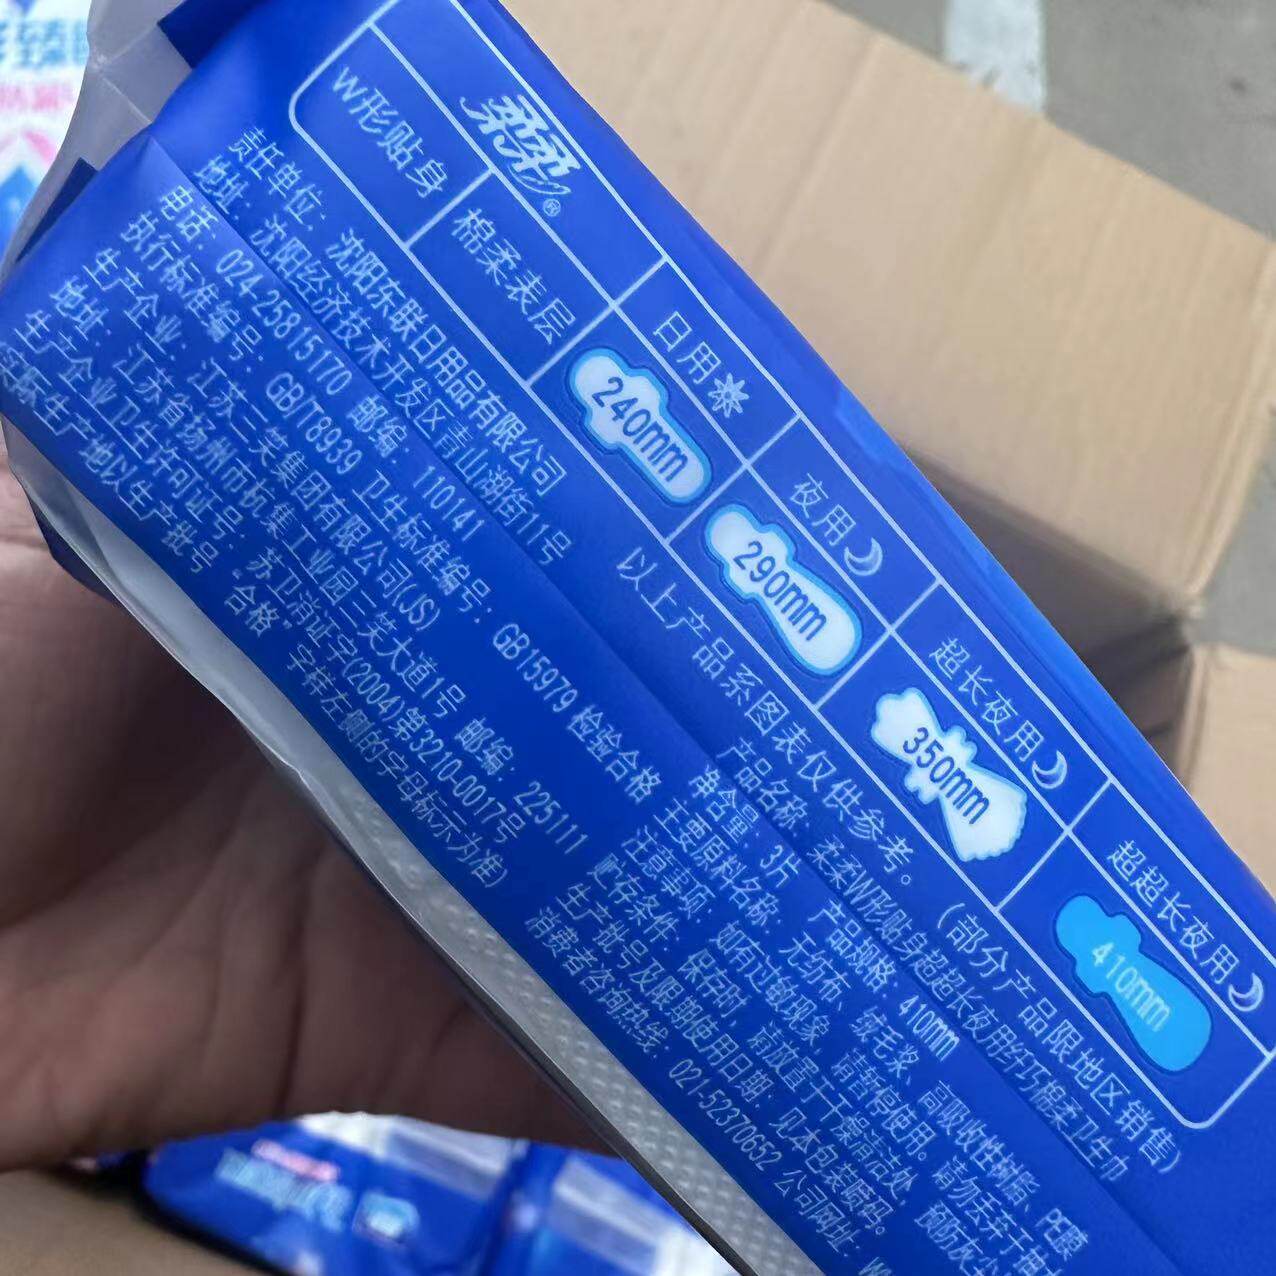 柔柔®
W形贴身
棉柔表层
日用
夜用
超长夜用
超超长夜用
240mm
290mm
350mm
410mm
以上产品系图表仅供参考。(部分产品限地区销售)
产品名称：柔柔W形贴身超超长夜用纤巧棉柔卫生巾
净含量：3片 产品规格：410mm
主要原料名称：无纺布、绒毛浆、高吸收性树脂、PE膜
注意事项：如有过敏现象，请暂停使用。请勿丢弃于抽
贮存条件：保存时，请放置于干燥清洁处，预防灰尘
生产批号及限期使用日期：见本包装编码。
消费者咨询热线：021-52370652 公司网址：W
责任单位：沈阳东联日用品有限公司
地址：沈阳经济技术开发区青山湖街11号
电话：024-25815170 邮编：110141
执行标准编号：GB/T8939 卫生标准编号：GB15979 检验合格
生产企业：江苏三笑集团有限公司(JS)
地址：江苏省扬州市杭集工业园三笑大道1号 邮编：225111
生产企业卫生许可证号：苏卫消证字(2004)第3210-0017号
实际生产地以生产批号“合格”字样左侧的字母标示为准)